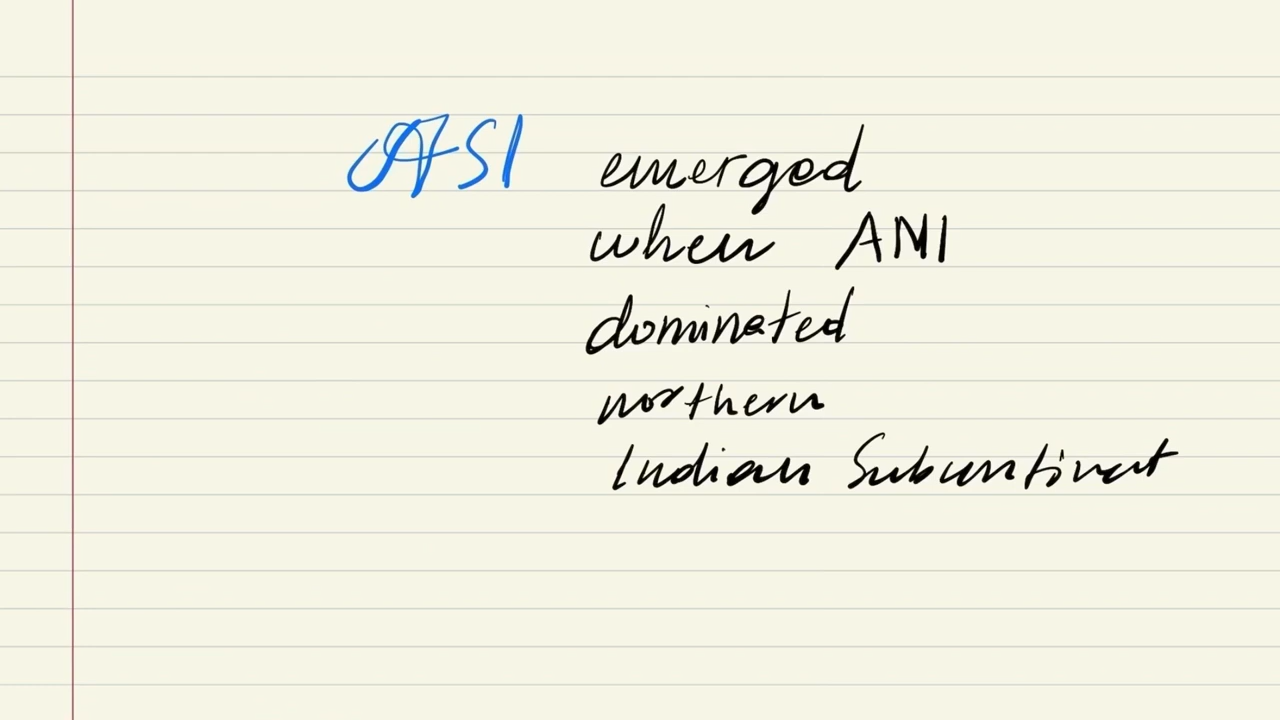 ASI emerged
when ANI
dominated
northern
Indian Subcontinent